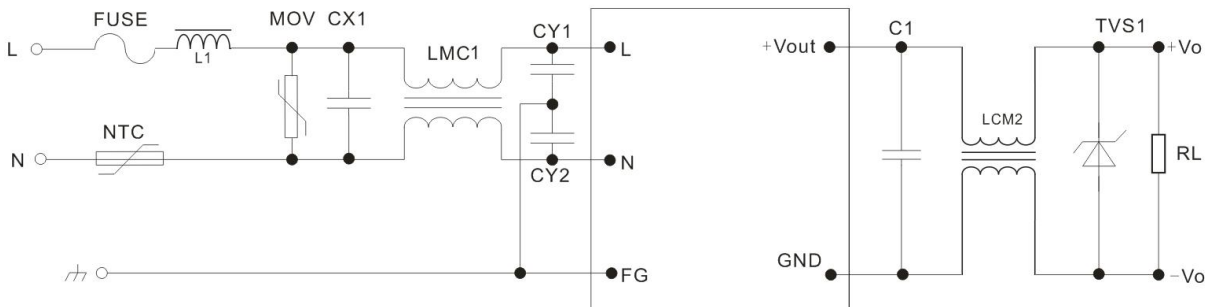 FUSE
MOV
CX1
CY1
C1
TVS1
L
L1
LMC1
L
+Vout
+Vo
NTC
LCM2
N
CY2
N
RL
FG
GND
-Vo